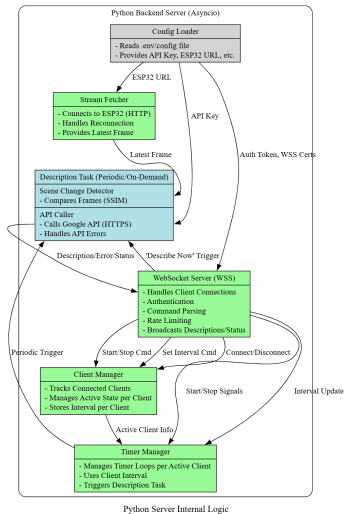 Python Backend Server (Asyncio)
Config Loader
- Reads .env/config file
- Provides API Key, ESP32 URL, etc.
ESP32 URL
Stream Fetcher
- Connects to ESP32 (HTTP)
- Handles Reconnection
- Provides Latest Frame
API Key
Latest Frame
Auth Token, WSS Certs
Description Task (Periodic/On-Demand)
Scene Change Detector
- Compares Frames (SSIM)
API Caller
- Calls Google API (HTTPS)
- Handles API Errors
Description/Error/Status
'Describe Now' Trigger
WebSocket Server (WSS)
- Handles Client Connections
- Authentication
- Command Parsing
- Rate Limiting
- Broadcasts Descriptions/Status
Periodic Trigger
Start/Stop Cmd
Set Interval Cmd
Connect/Disconnect
Client Manager
- Tracks Connected Clients
- Manages Active State per Client
- Stores Interval per Client
Start/Stop Signals
Interval Update
Active Client Info
Timer Manager
- Manages Timer Loops per Active Client
- Uses Client Interval
- Triggers Description Task
Python Server Internal Logic